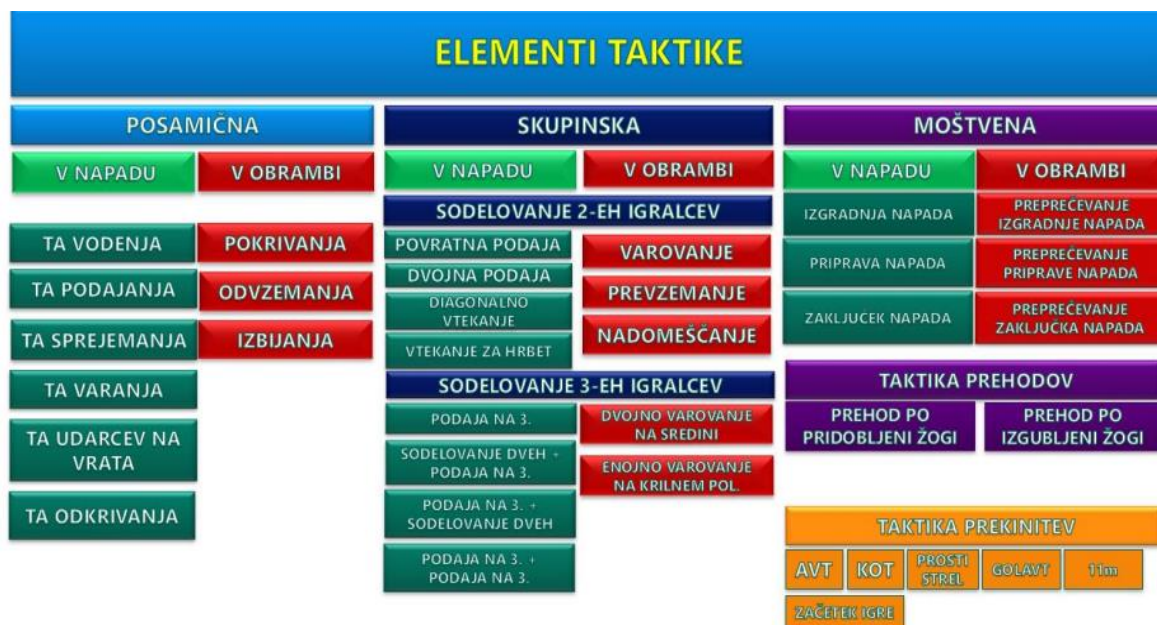 ELEMENTI TAKTIKE
POSAMIČNA
V NAPADU
V OBRAMBI
TA VODENJA
POKRIVANJA
TA PODAJANJA
ODVZEMANJA
TA SPREJEMANJA
IZBIJANJA
TA VARANJA
TA UDARCEV NA
VRATA
TA ODKRIVANJA
SKUPINSKA
V NAPADU
V OBRAMBI
SODELOVANJE 2-EH IGRALCEV
POVRATNA PODAJA
DVOJNA PODAJA
DIAGONALNO
VTEKANJE
VTEKANJE ZA HRBET
VAROVANJE
PREVZEMANJE
NADOMEŠČANJE
SODELOVANJE 3-EH IGRALCEV
PODAJA NA 3.
SODELOVANJE DVEH +
PODAJA NA 3.
PODAJA NA 3. +
SODELOVANJE DVEH
PODAJA NA 3. +
PODAJA NA 3.
DVOJNO VAROVANJE
NA SREDINI
ENOJNO VAROVANJE
NA KRILNEM POL.
MOŠTVENA
V NAPADU
V OBRAMBI
IZGRADNJA NAPADA
PREPREČEVANJE
IZGRADNJE NAPADA
PRIPRAVA NAPADA
PREPREČEVANJE
PRIPRAVE NAPADA
ZAKLJUCEK NAPADA
PREPREČEVANJE
ZAKLJUČKA NAPADA
TAKTIKA PREHODOV
PREHOD PO
PRIDOBLJENI ŽOGI
PREHOD PO
IZGUBLJENI ŽOGI
TAKTIKA PREKINITEV
AVT
KOT
PROSTI
STREL
GOLAVT
11m
ZAČETEK IGRE